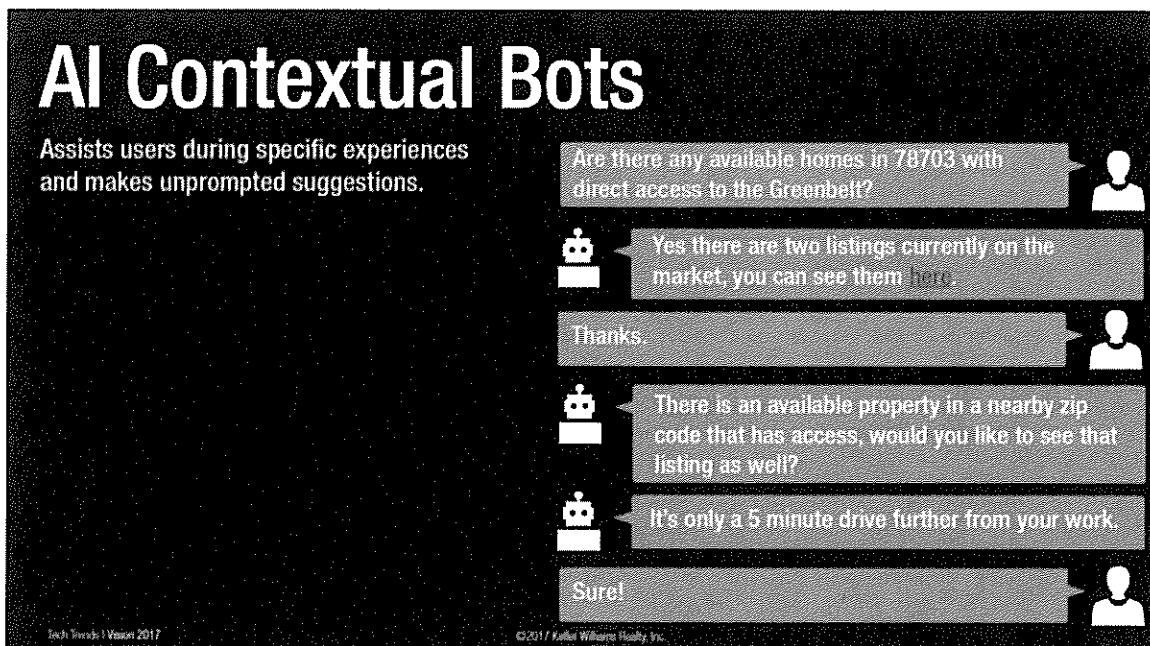 AI Contextual Bots
Assists users during specific experiences
and makes unprompted suggestions.
Are there any available homes in 78703 with
direct access to the Greenbelt?
Yes there are two listings currently on the
market, you can see them here.
Thanks.
There is an available property in a nearby zip
code that has access, would you like to see that
listing as well?
It's only a 5 minute drive further from your work.
Sure!
Tech Trends | Vision 2017
©2017 Keller Williams Realty, Inc.